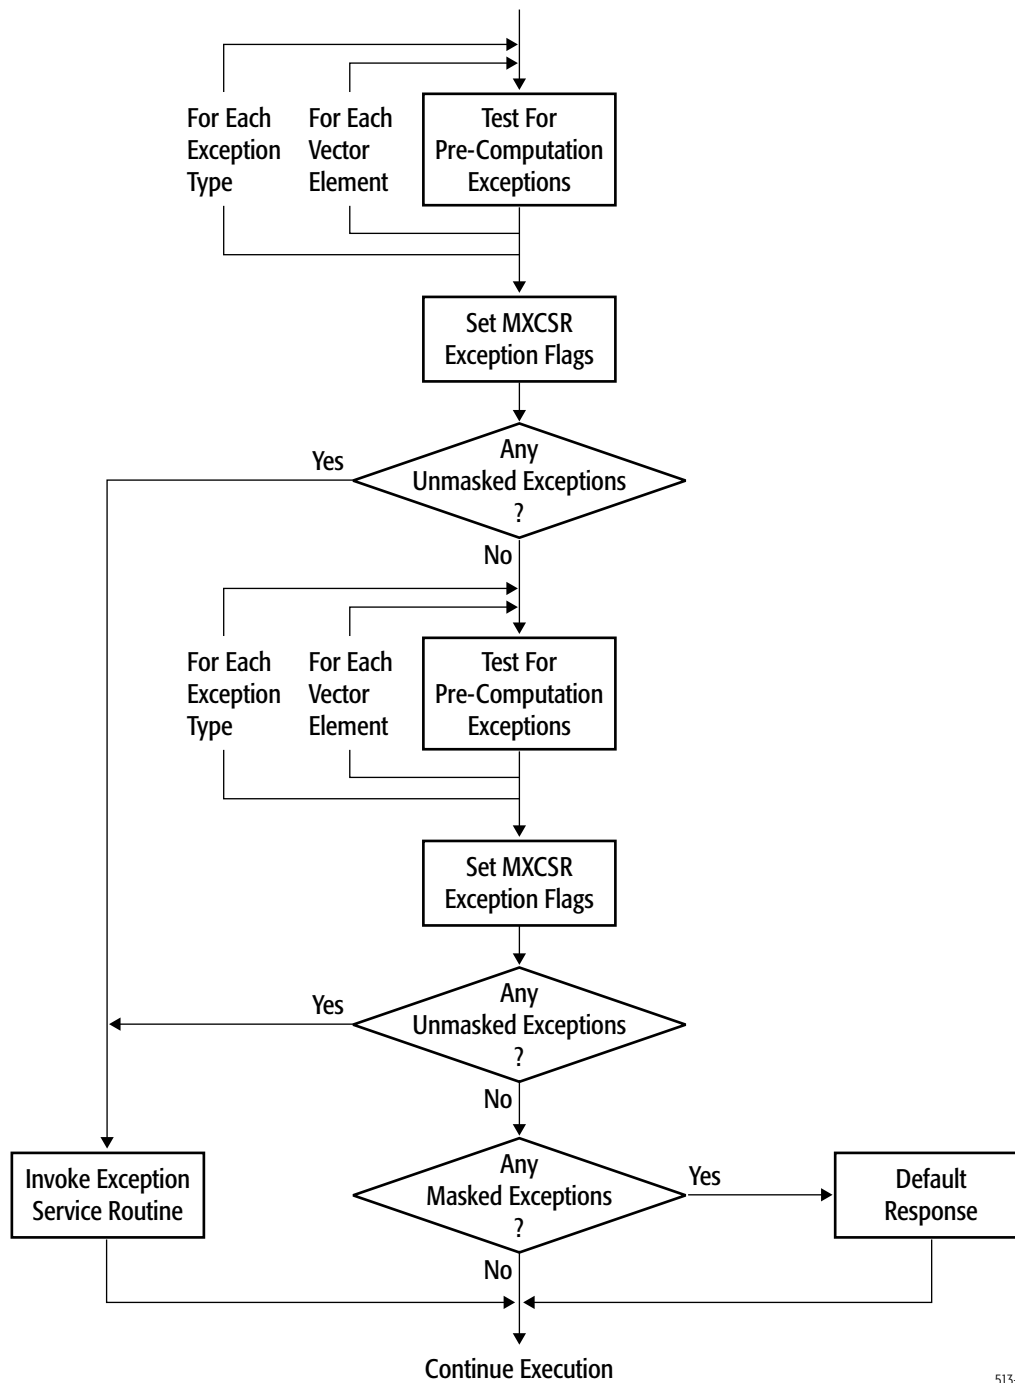 For Each
Exception
Type
For Each
Vector
Element
Test For
Pre-Computation
Exceptions
Set MXCSR
Exception Flags
Any
Unmasked Exceptions
?
Yes
No
For Each
Exception
Type
For Each
Vector
Element
Test For
Pre-Computation
Exceptions
Set MXCSR
Exception Flags
Any
Unmasked Exceptions
?
Yes
No
Invoke Exception
Service Routine
Any
Masked Exceptions
?
Yes
Default
Response
No
Continue Execution
513-